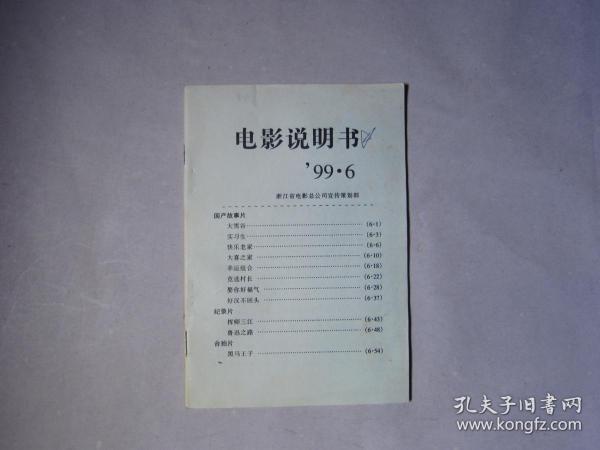 电影说明书
'99·6
浙江省电影总公司宣传策划部
国产故事片
大雪谷 (6·1)
实习生 (6·3)
快乐老家 (6·6)
大喜之家 (6·10)
幸运组合 (6·18)
竞选村长 (6·22)
娶你好福气 (6·28)
好汉不回头 (6·37)
纪录片
挥师三江 (6·43)
鲁迅之路 (6·48)
合拍片
黑马王子 (6·54)
孔夫子旧书网
www.kongfz.com